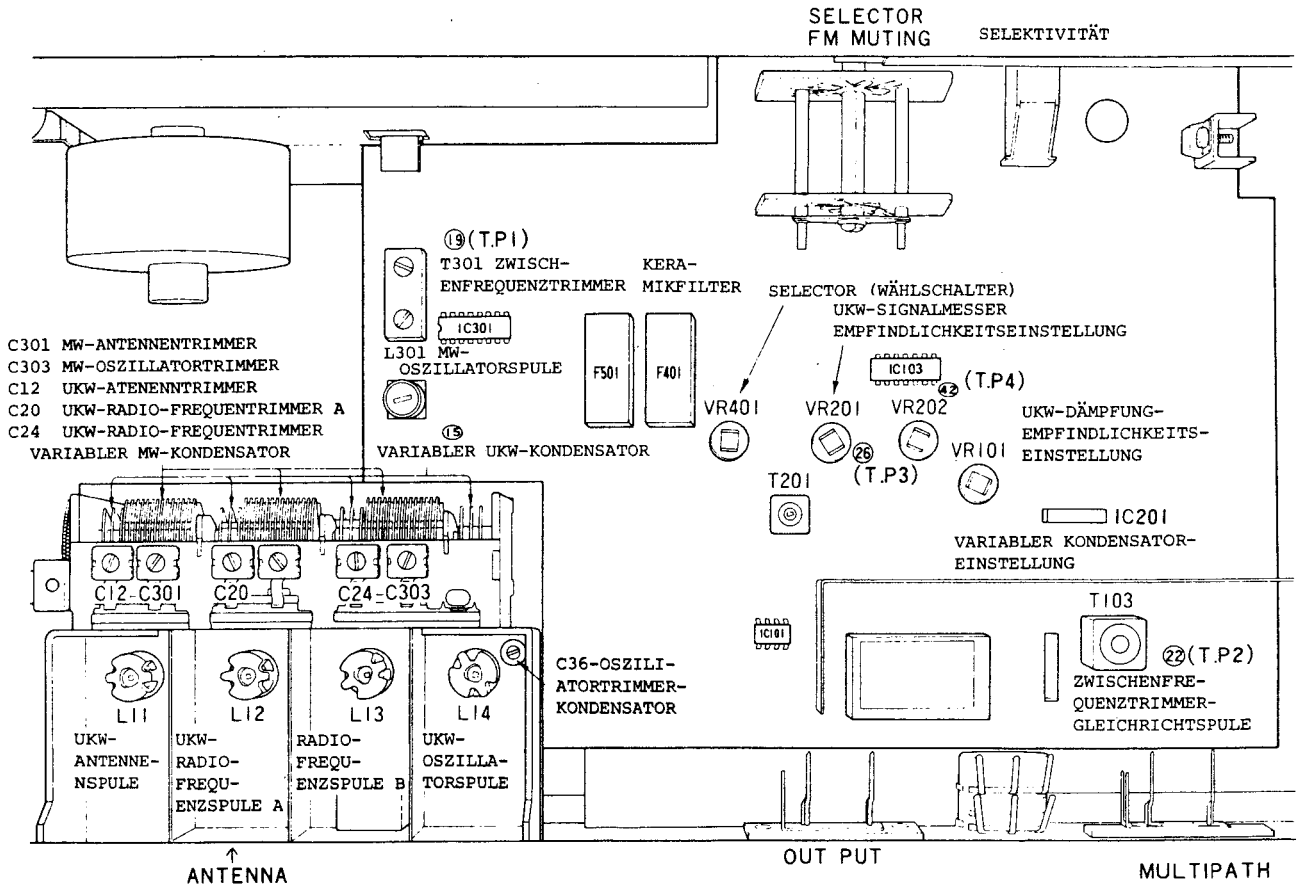 SELECTOR
FM MUTING
SELEKTIVITÄT
⑲(T.P1)
T301 ZWISCH-
ENFREQUENZTRIMMER
KERA-
MIKFILTER
SELECTOR (WÄHLSCHALTER)
UKW-SIGNALMESSER
EMPFINDLICHKEITSEINSTELLUNG
IC301
L301 MW-
OSZILLATORSPULE
F501
F401
IC103
㊷ (T.P4)
C301 MW-ANTENNENTRIMMER
C303 MW-OSZILLATORTRIMMER
C12 UKW-ATENENNTRIMMER
C20 UKW-RADIO-FREQUENTRIMMER A
C24 UKW-RADIO-FREQUENTRIMMER
VARIABLER MW-KONDENSATOR
⑮
VARIABLER UKW-KONDENSATOR
VR401
VR201
VR202
㉖
(T.P3)
VR101
UKW-DÄMPFUNG-
EMPFINDLICHKEITS-
EINSTELLUNG
T201
IC201
VARIABLER KONDENSATOR-
EINSTELLUNG
C12-C301
C20
C24-C303
IC101
T103
㉒(T.P2)
ZWISCHENFRE-
QUENZTRIMMER-
GLEICHRICHTSPULE
C36-OSZILI-
ATORTRIMMER-
KONDENSATOR
L11
UKW-
ANTENNE-
NSPULE
L12
UKW-
RADIO-
FREQU-
ENZSPULE A
L13
RADIO-
FREQU-
ENZSPULE B
L14
UKW-
OSZILLA-
TORSPULE
ANTENNA
OUT PUT
MULTIPATH